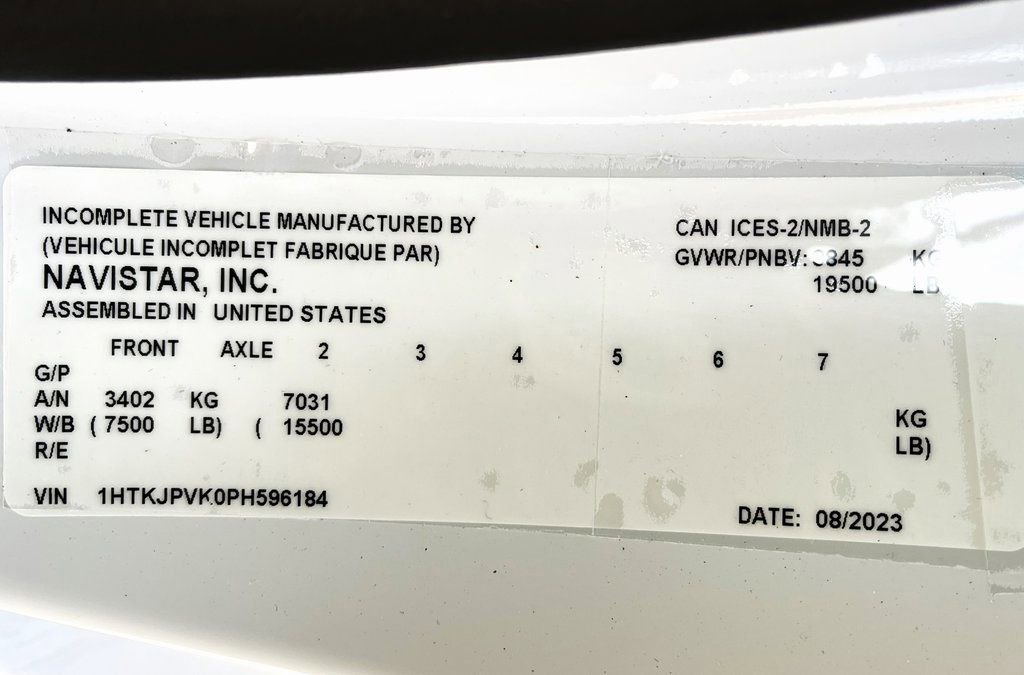 INCOMPLETE VEHICLE MANUFACTURED BY
(VEHICULE INCOMPLET FABRIQUE PAR)
NAVISTAR, INC.
ASSEMBLED IN UNITED STATES
CAN ICES-2/NMB-2
GVWR/PNBV: KG
19500 LB
FRONT AXLE 2 3 4 5 6 7
G/P
A/N 3402 KG 7031 KG
W/B ( 7500 LB) ( 15500 LB)
R/E
VIN 1HTKJPVK0PH596184
DATE: 08/2023